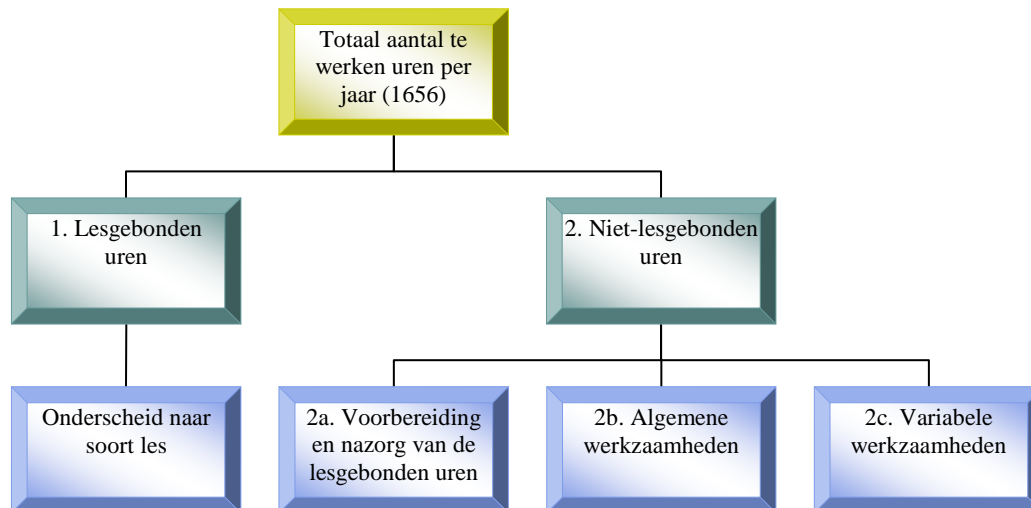 Totaal aantal te
werken uren per
jaar (1656)
1. Lesgebonden
uren
2. Niet-lesgebonden
uren
Onderscheid naar
soort les
2a. Voorbereiding
en nazorg van de
lesgebonden uren
2b. Algemene
werkzaamheden
2c. Variabele
werkzaamheden